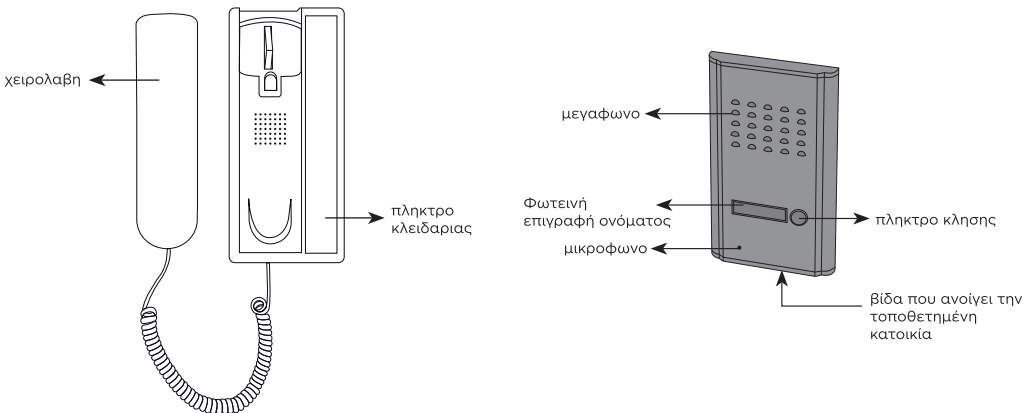 χειρολαβη
πληκτρο
κλειδαριας
μεγαφωνο
Φωτεινή
επιγραφή ονόματος
μικροφωνο
πληκτρο κλησης
βίδα που ανοίγει την
τοποθετημένη
κατοικία